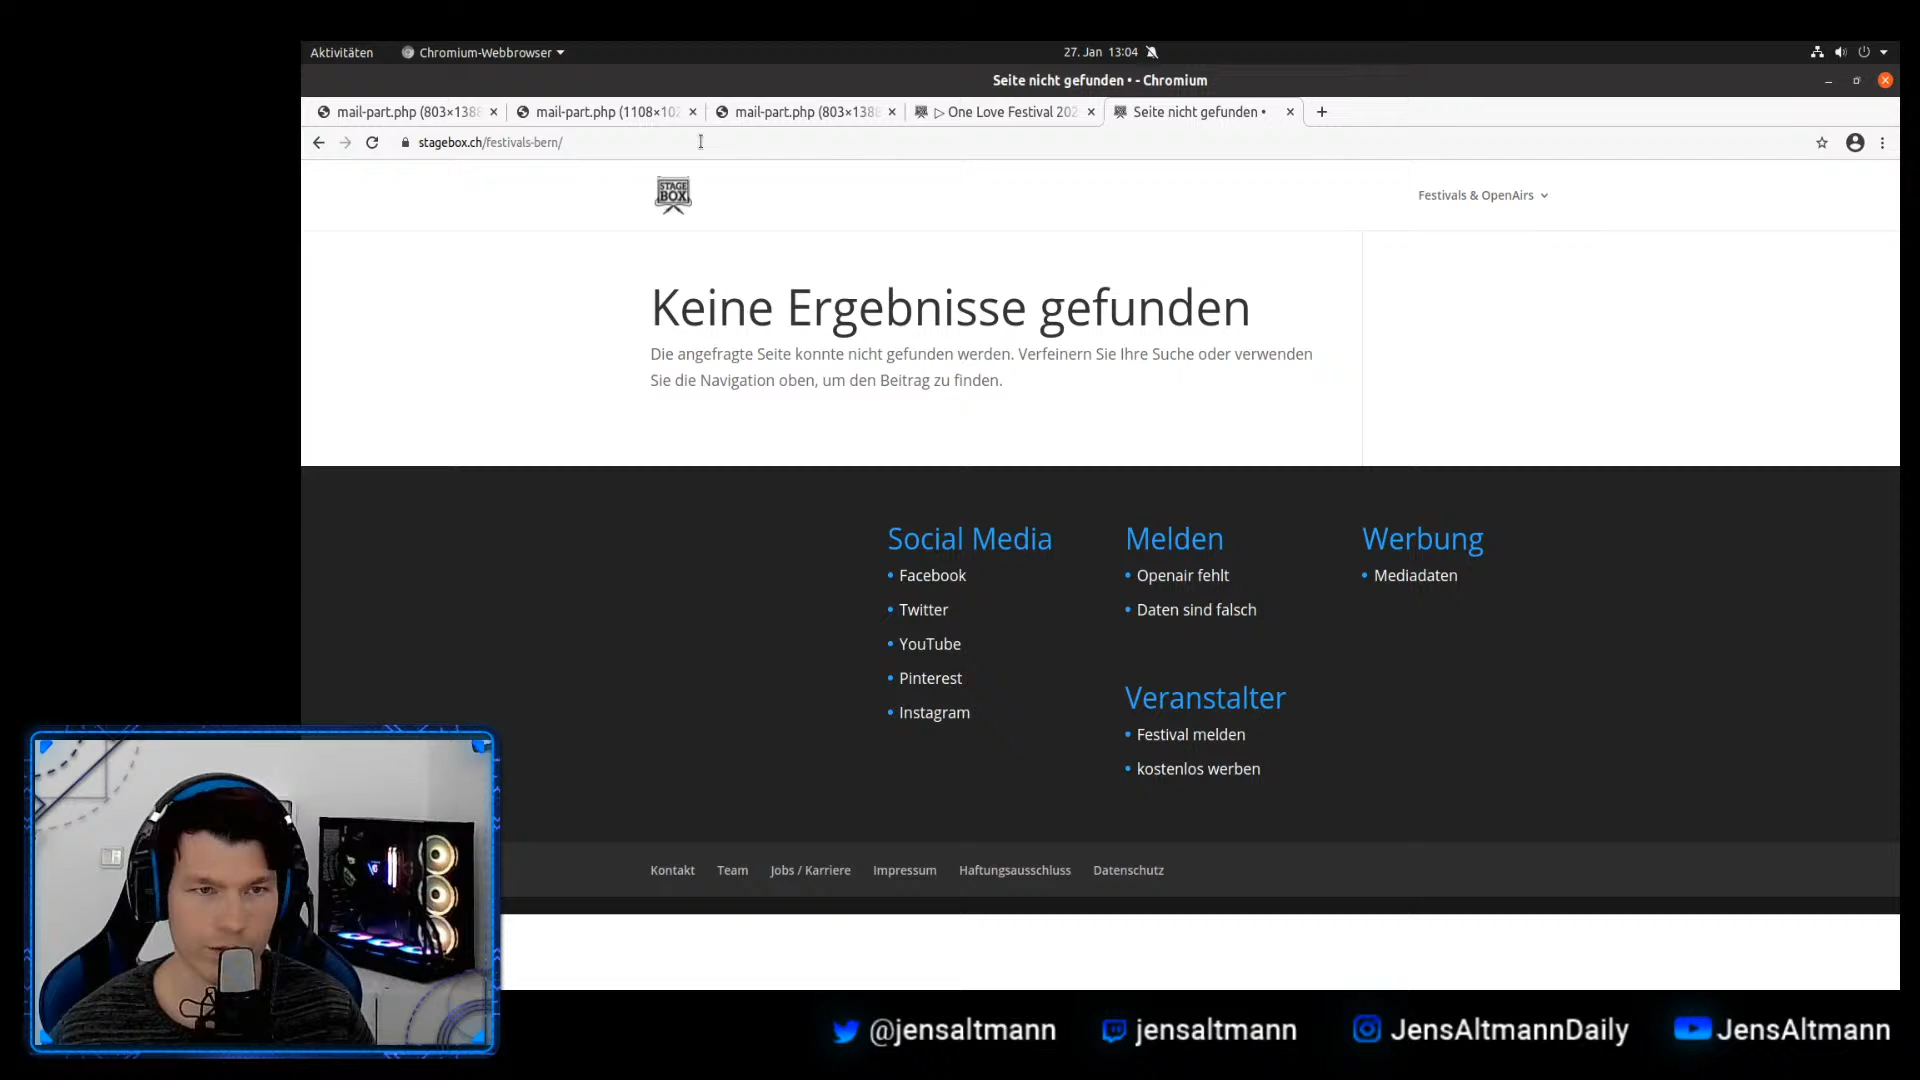 Aktivitäten
Chromium-Webbrowser
27. Jan 13:04
Seite nicht gefunden • - Chromium
mail-part.php (803×1388
mail-part.php (1108×102
mail-part.php (803×1388
▷ One Love Festival 202
Seite nicht gefunden •
stagebox.ch/festivals-bern/
STAGE
BOX
Festivals & OpenAirs
Keine Ergebnisse gefunden
Die angefragte Seite konnte nicht gefunden werden. Verfeinern Sie Ihre Suche oder verwenden
Sie die Navigation oben, um den Beitrag zu finden.
Social Media
• Facebook
• Twitter
• YouTube
• Pinterest
• Instagram
Melden
• Openair fehlt
• Daten sind falsch
Veranstalter
• Festival melden
• kostenlos werben
Werbung
• Mediadaten
Kontakt Team Jobs / Karriere Impressum Haftungsausschluss Datenschutz
@jensaltmann jensaltmann JensAltmannDaily JensAltmann